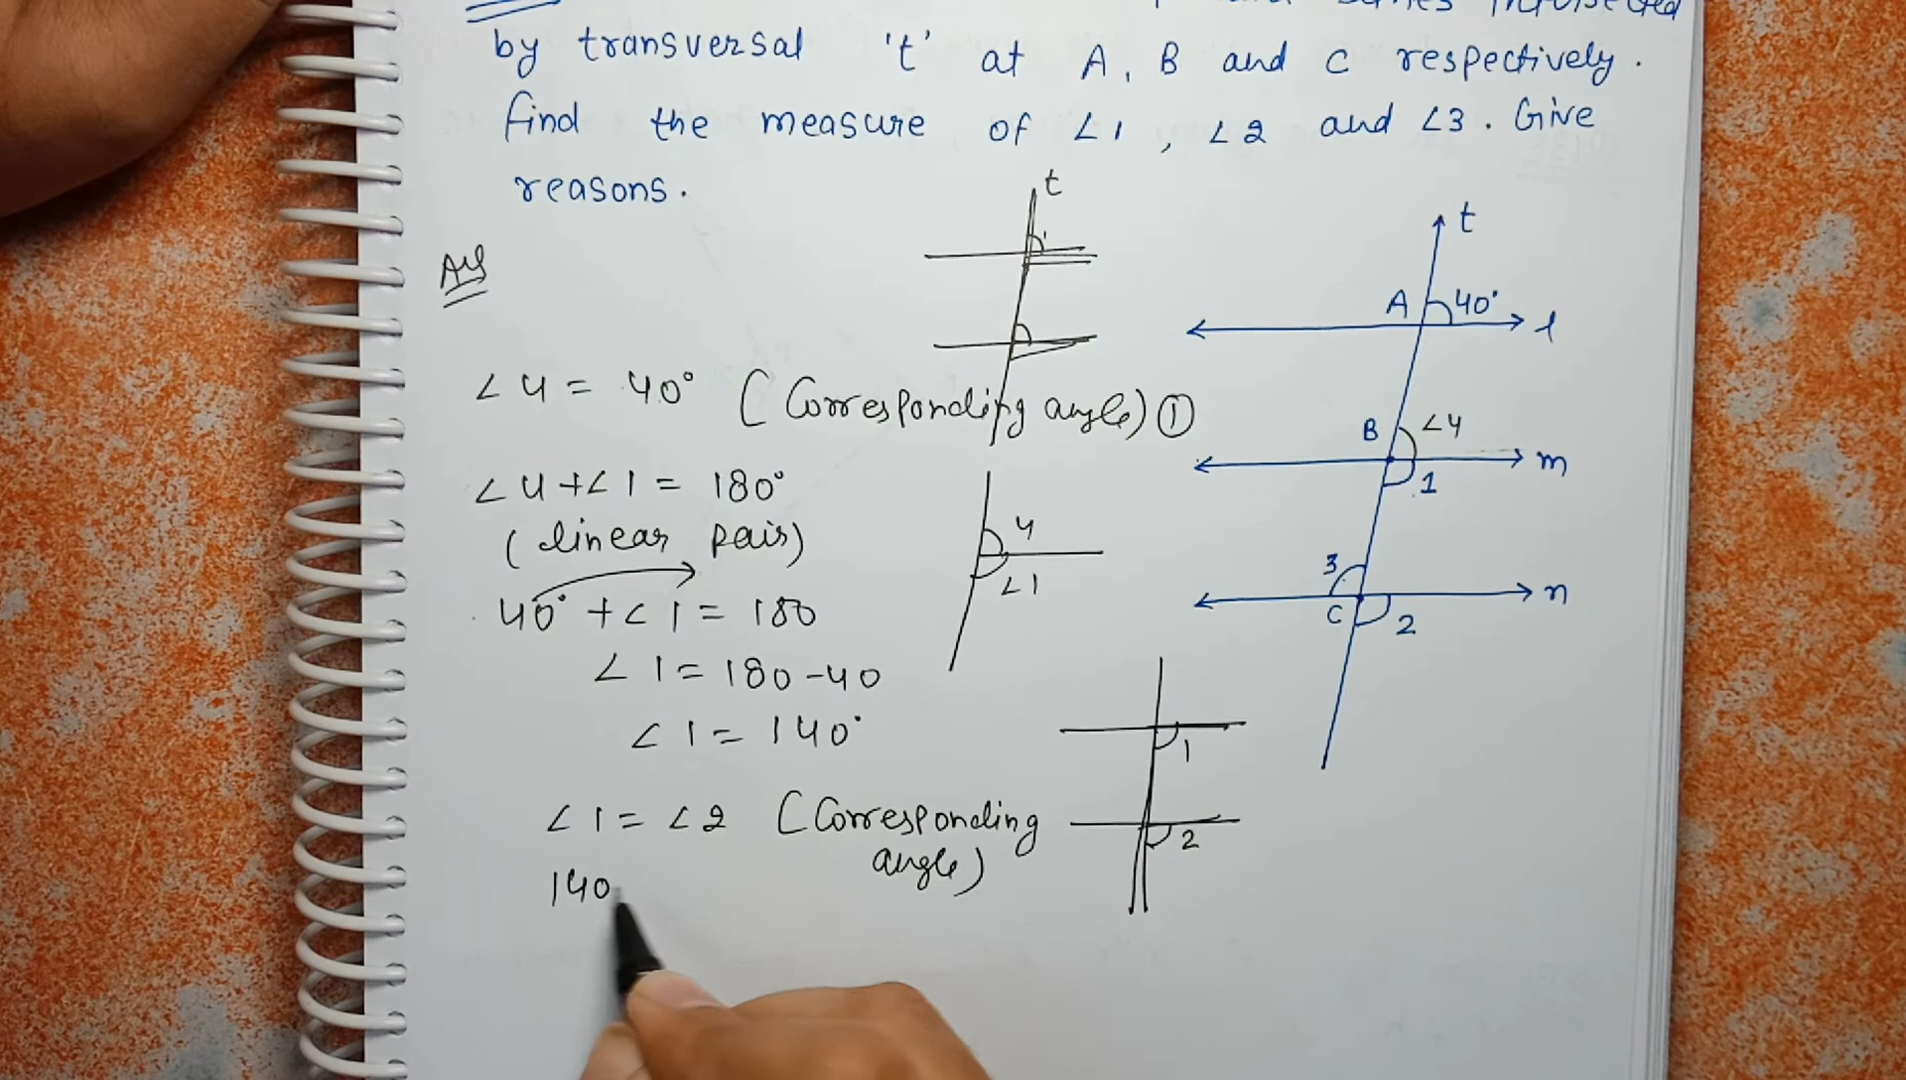 by transversal 't' at A, B and C respectively.
find the measure of ∠1, ∠2 and ∠3. Give
reasons.
Ans
t
t
A 40°
l
∠4 = 40° (Corresponding angle) ①
B ∠4
m
1
∠4+∠1 = 180°
(linear pair)
4
∠1
3
n
C 2
40° + ∠1 = 180
∠1 = 180-40
∠1 = 140°
1
∠1 = ∠2 (Corresponding
angle)
2
140